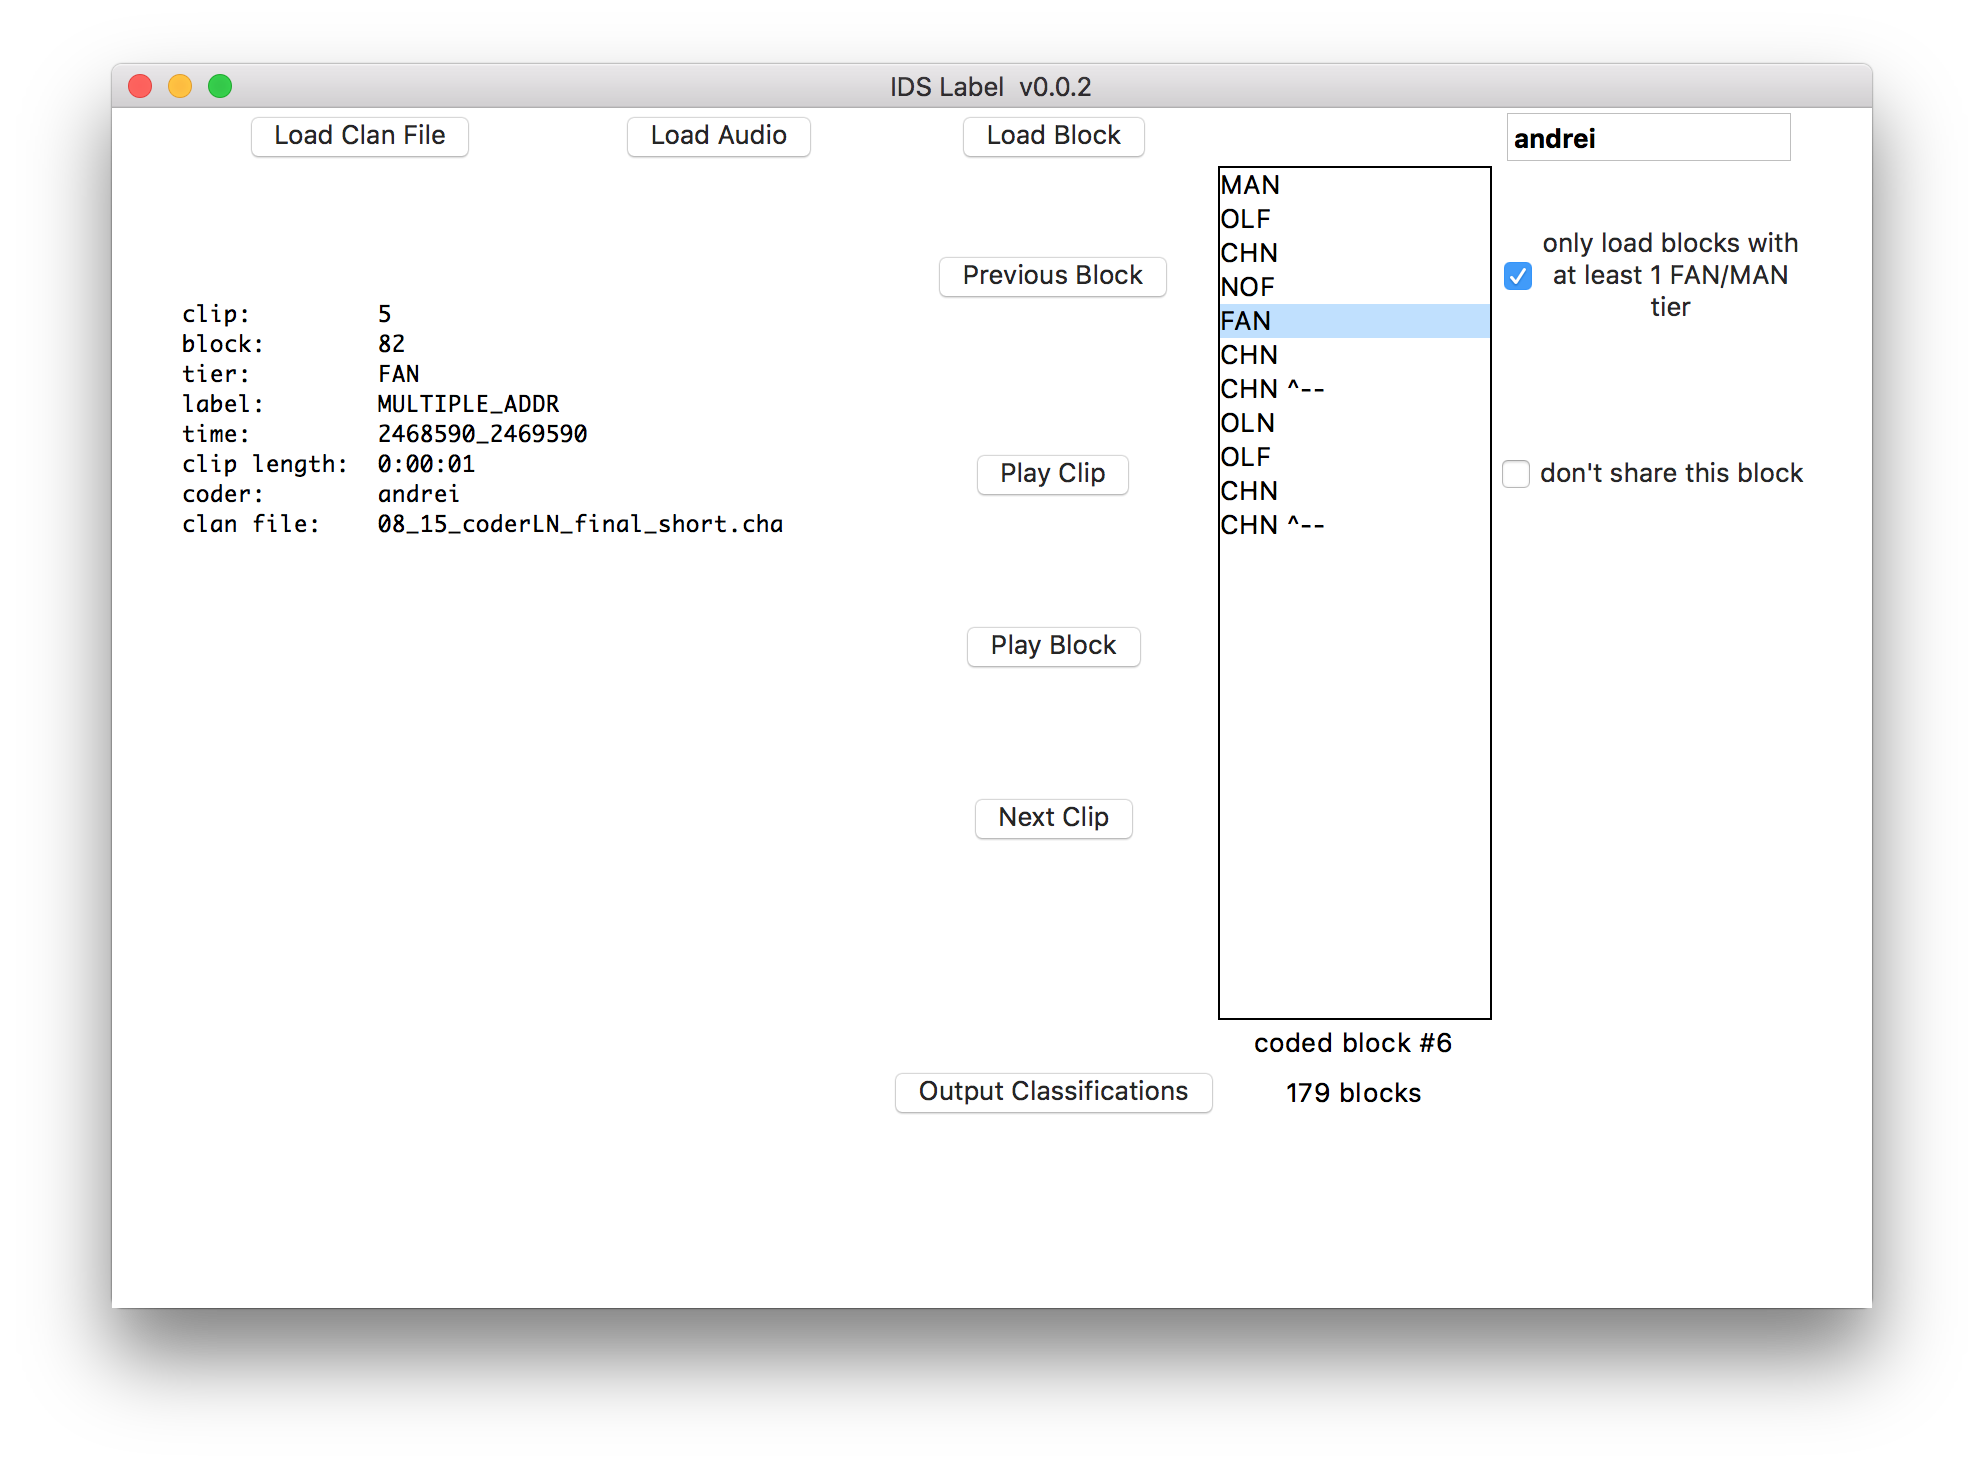 IDS Label  v0.0.2
Load Clan File
Load Audio
Load Block
andrei
Previous Block
clip: 5
block: 82
tier: FAN
label: MULTIPLE_ADDR
time: 2468590_2469590
clip length: 0:00:01
coder: andrei
clan file: 08_15_coderLN_final_short.cha
Play Clip
Play Block
Next Clip
MAN
OLF
CHN
NOF
FAN
CHN
CHN ^--
OLN
OLF
CHN
CHN ^--
only load blocks with
at least 1 FAN/MAN
tier
don't share this block
coded block #6
Output Classifications
179 blocks